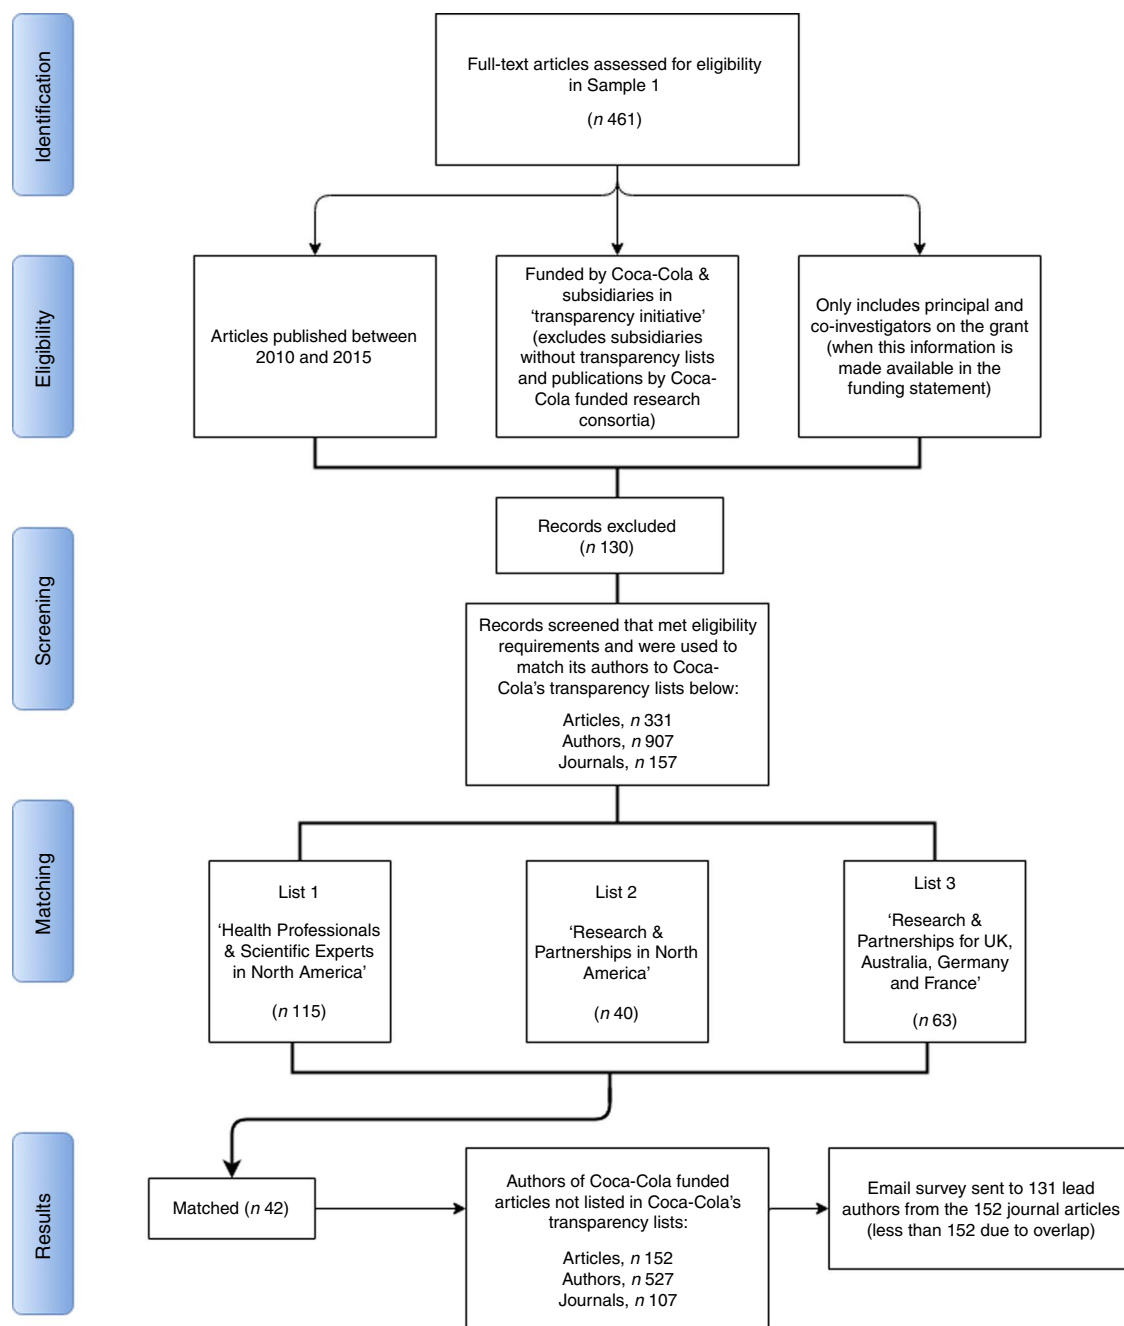 Identification
Full-text articles assessed for eligibility
in Sample 1
(n 461)
Eligibility
Articles published between
2010 and 2015
Funded by Coca-Cola &
subsidiaries in
‘transparency initiative’
(excludes subsidiaries
without transparency lists
and publications by Coca-
Cola funded research
consortia)
Only includes principal and
co-investigators on the grant
(when this information is
made available in the
funding statement)
Screening
Records excluded
(n 130)
Records screened that met eligibility
requirements and were used to
match its authors to Coca-
Cola’s transparency lists below:
Articles, n 331
Authors, n 907
Journals, n 157
Matching
List 1
‘Health Professionals
& Scientific Experts
in North America’
(n 115)
List 2
‘Research &
Partnerships in North
America’
(n 40)
List 3
‘Research &
Partnerships for UK,
Australia, Germany
and France’
(n 63)
Results
Matched (n 42)
Authors of Coca-Cola funded
articles not listed in Coca-Cola’s
transparency lists:
Articles, n 152
Authors, n 527
Journals, n 107
Email survey sent to 131 lead
authors from the 152 journal articles
(less than 152 due to overlap)